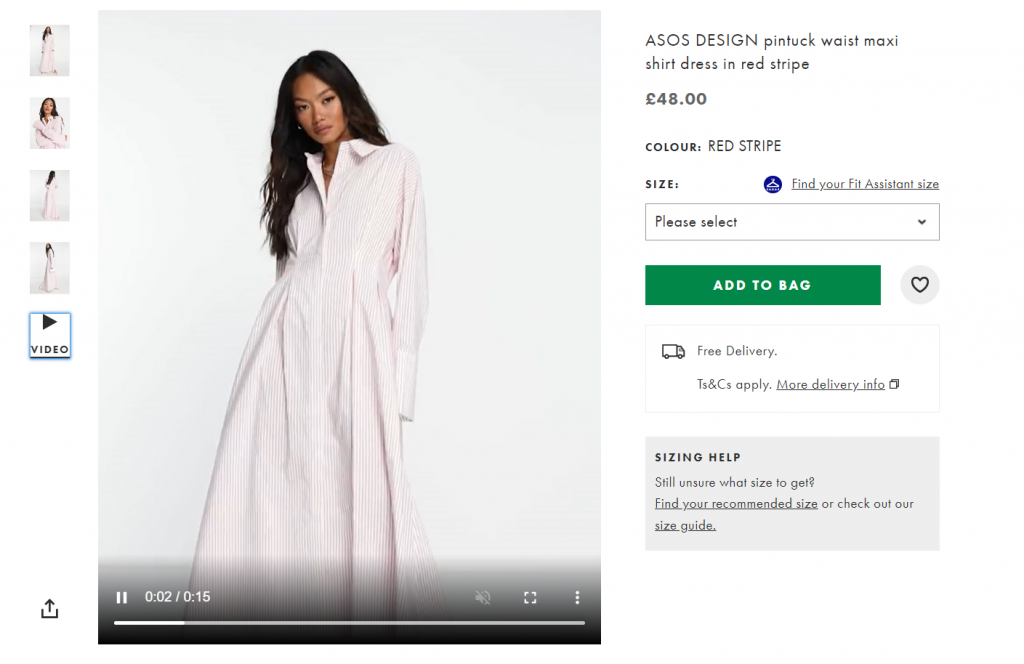 VIDEO
0:02 / 0:15
ASOS DESIGN pintuck waist maxi
shirt dress in red stripe
£48.00
COLOUR: RED STRIPE
SIZE: Find your Fit Assistant size
Please select
ADD TO BAG
Free Delivery.
Ts&Cs apply. More delivery info
SIZING HELP
Still unsure what size to get?
Find your recommended size or check out our
size guide.